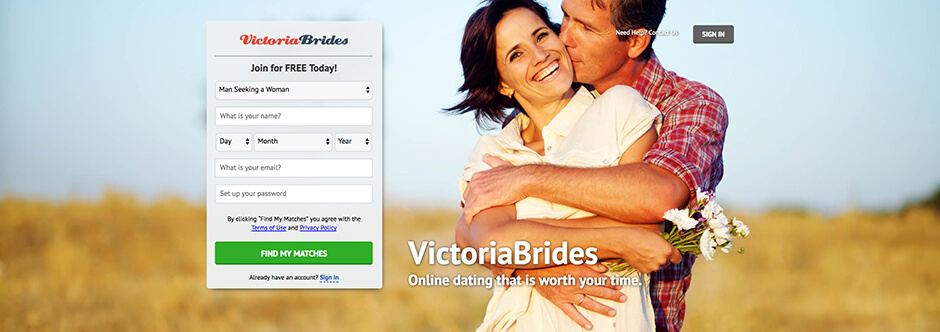 VictoriaBrides
Join for FREE Today!
Man Seeking a Woman
What is your name?
Day Month Year
What is your email?
Set up your password
By clicking "Find My Matches" you agree with the
Terms of Use and Privacy Policy
FIND MY MATCHES
Already have an account? Sign In
Need Help? Contact Us
SIGN IN
VictoriaBrides
Online dating that is worth your time.